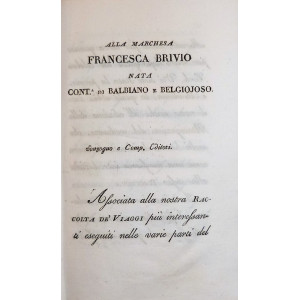 ALLA MARCHESA
FRANCESCA BRIVIO
NATA
CONT.ᴬ DI BALBIANO E BELGIOJOSO.
Sonzogno e Comp. Editori.
Associata alla nostra RAC-
COLTA DE' VIAGGI più interessan-
ti eseguiti nelle varie parti del